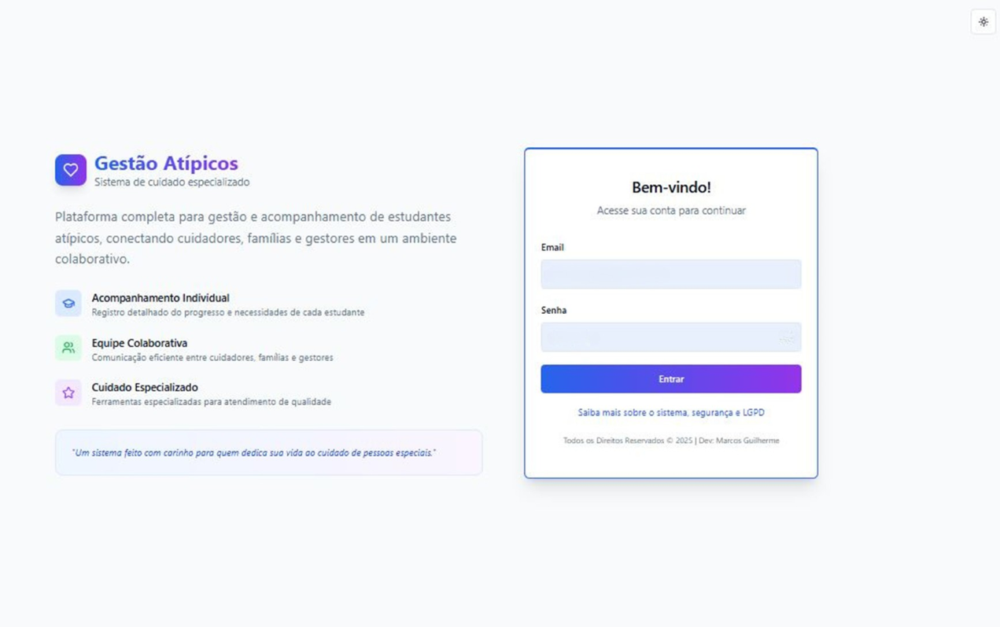 Gestão Atípicos
Sistema de cuidado especializado
Plataforma completa para gestão e acompanhamento de estudantes
atípicos, conectando cuidadores, famílias e gestores em um ambiente
colaborativo.
Acompanhamento Individual
Registro detalhado do progresso e necessidades de cada estudante
Equipe Colaborativa
Comunicação eficiente entre cuidadores, famílias e gestores
Cuidado Especializado
Ferramentas especializadas para atendimento de qualidade
"Um sistema feito com carinho para quem dedica sua vida ao cuidado de pessoas especiais."
Bem-vindo!
Acesse sua conta para continuar
Email
Senha
Entrar
Saiba mais sobre o sistema, segurança e LGPD
Todos os Direitos Reservados © 2025 | Dev: Marcos Guilherme